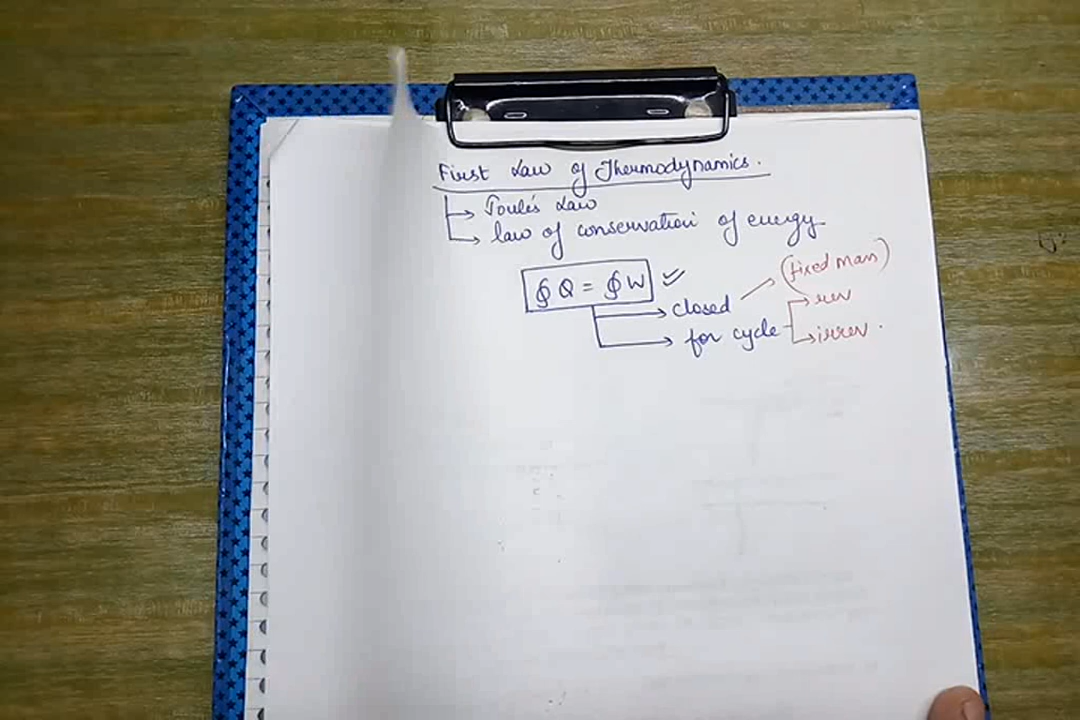 First Law of Thermodynamics.
→ Joule's Law
→ law of conservation of energy
∮Q = ∮W
(fixed mass)
→ closed
→ rev
→ for cycle
→ irrev.